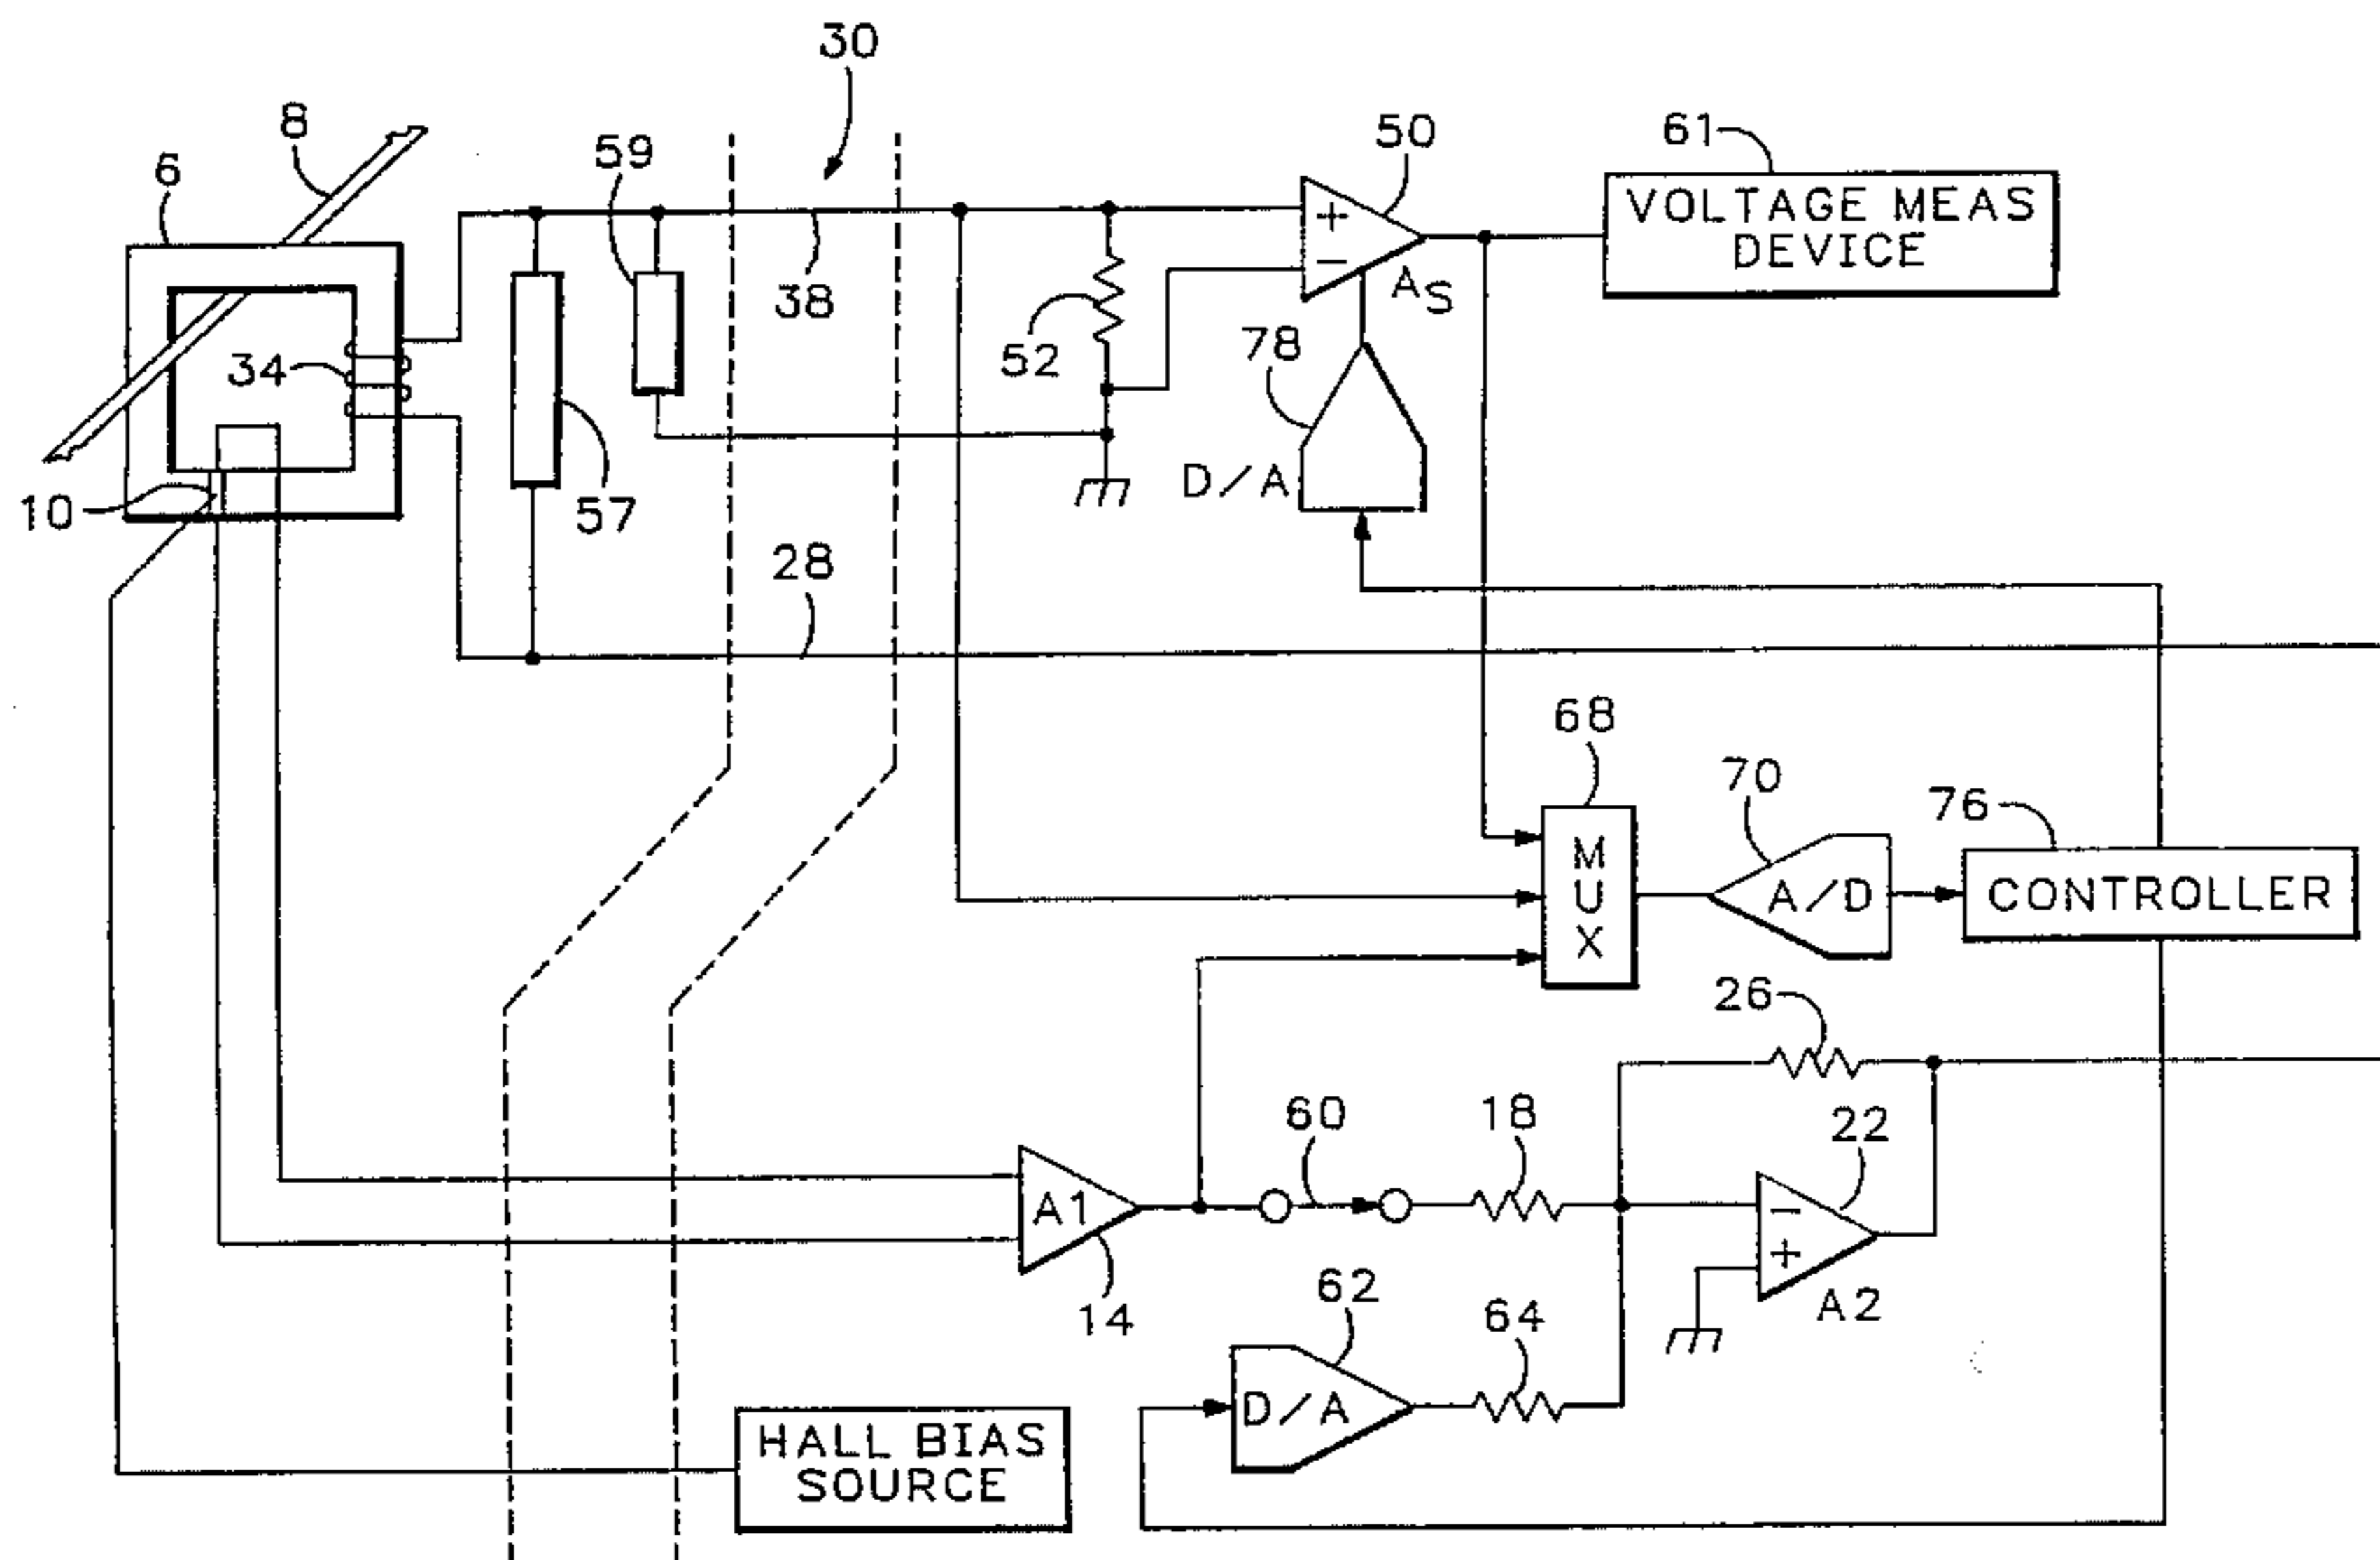 30
8
6
59
50
61
VOLTAGE MEAS
DEVICE
+
−
AS
38
34
52
78
10
57
D/A
28
68
70
76
M
U
X
A/D
CONTROLLER
26
60
18
22
A1
−
+
14
62
64
A2
D/A
HALL BIAS
SOURCE